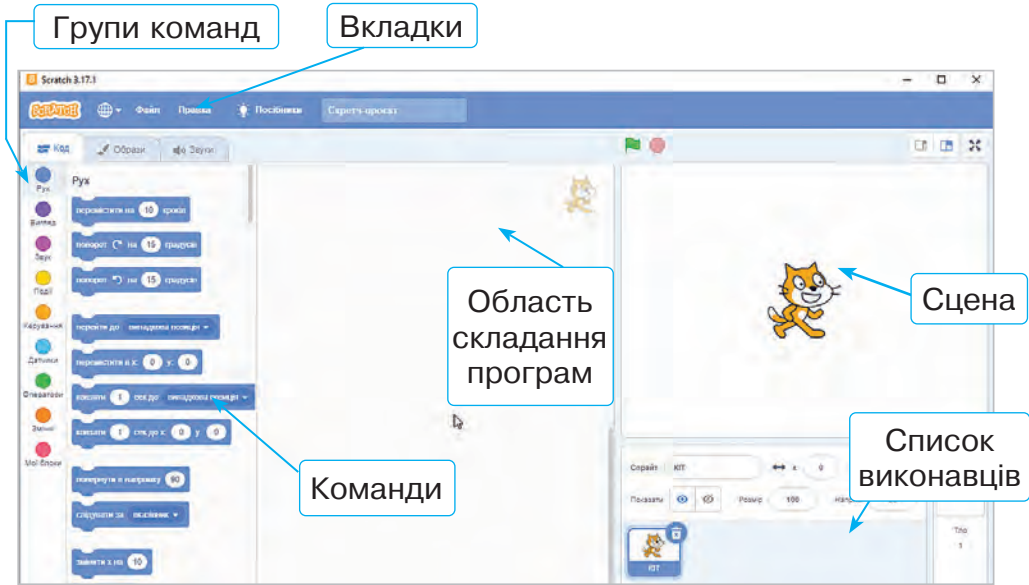 Групи команд
Вкладки
Scratch 3.17.1
SCRATCH
Файл Правка Посібники Скретч-проєкт
Код Образи Звуки
Рух
Вигляд
Звук
Події
Керування
Датчики
Оператори
Змінні
Мої блоки
Рух
перемістити на 10 кроків
поворот на 15 градусів
поворот на 15 градусів
перейти до випадкова позиція
перемістити в x: 0 y: 0
ковзати 1 сек до випадкова позиція
ковзати 1 сек до x: 0 y: 0
повернути в напрямку 90
слідувати за вказівник
змінити x на 10
Область
складання
програм
Команди
Сцена
Список
виконавців
Спрайт КІТ x 0
Показати Розмір 100
КІТ
Тло
1